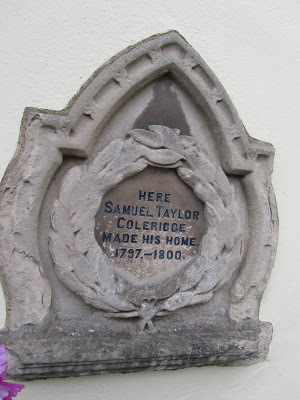 HERE
SAMUEL TAYLOR
COLERIDGE
MADE HIS HOME
1797.-1800.